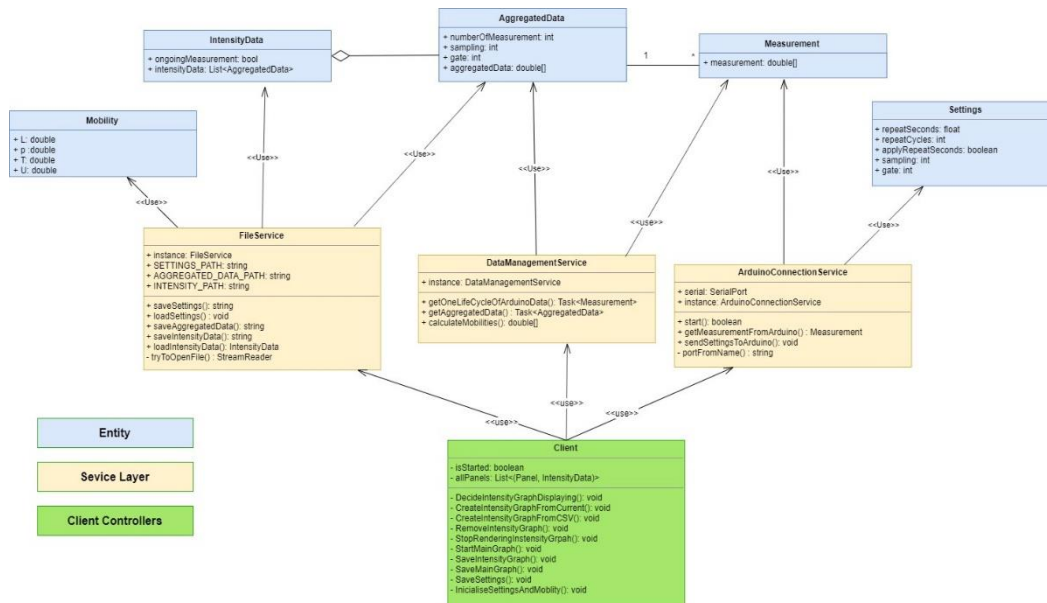 AggregatedData
+ numberOfMeasurement: int
+ sampling: int
+ gate: int
+ aggregatedData: double[]
IntensityData
+ ongoingMeasurement: bool
+ intensityData: List<AggregatedData>
1
*
Measurement
+ measurement: double[]
Mobility
+ L: double
+ p: double
+ T: double
+ U: double
Settings
+ repeatSeconds: float
+ repeatCycles: int
+ applyRepeatSeconds: boolean
+ sampling: int
+ gate: int
<<Use>>
<<Use>>
<<Use>>
<<use>>
<<use>>
<<Use>>
<<Use>>
FileService
+ instance: FileService
+ SETTINGS_PATH: string
+ AGGREGATED_DATA_PATH: string
+ INTENSITY_PATH: string
+ saveSettings(): string
+ loadSettings(): void
+ saveAggregatedData(): string
+ saveIntensityData(): string
+ loadIntensityData(): IntensityData
- tryToOpenFile() : StreamReader
DataManagementService
+ instance: DataManagementService
+ getOneLifeCycleOfArduinoData(): Task<Measurement>
+ getAggregatedData() : Task<AggregatedData>
+ calculateMobilities(): double[]
ArduinoConnectionService
+ serial: SerialPort
+ instance: ArduinoConnectionService
+ start(): boolean
+ getMeasurementFromArduino() : Measurement
+ sendSettingsToArduino(): void
- portFromName() : string
<<use>>
<<use>>
<<use>>
Entity
Sevice Layer
Client Controllers
Client
- isStarted: boolean
- allPanels: List<(Panel, IntensityData)>
- DecideIntensityGraphDisplaying(): void
- CreateIntensityGraphFromCurrent(): void
- CreateIntensityGraphFromCSV(): void
- RemoveIntensityGraph(): void
- StopRenderingInstensityGrpah(): void
- StartMainGraph(): void
- SaveIntensityGraph(): void
- SaveMainGraph(): void
- SaveSettings(): void
- InicialiseSettingsAndMoblity(): void